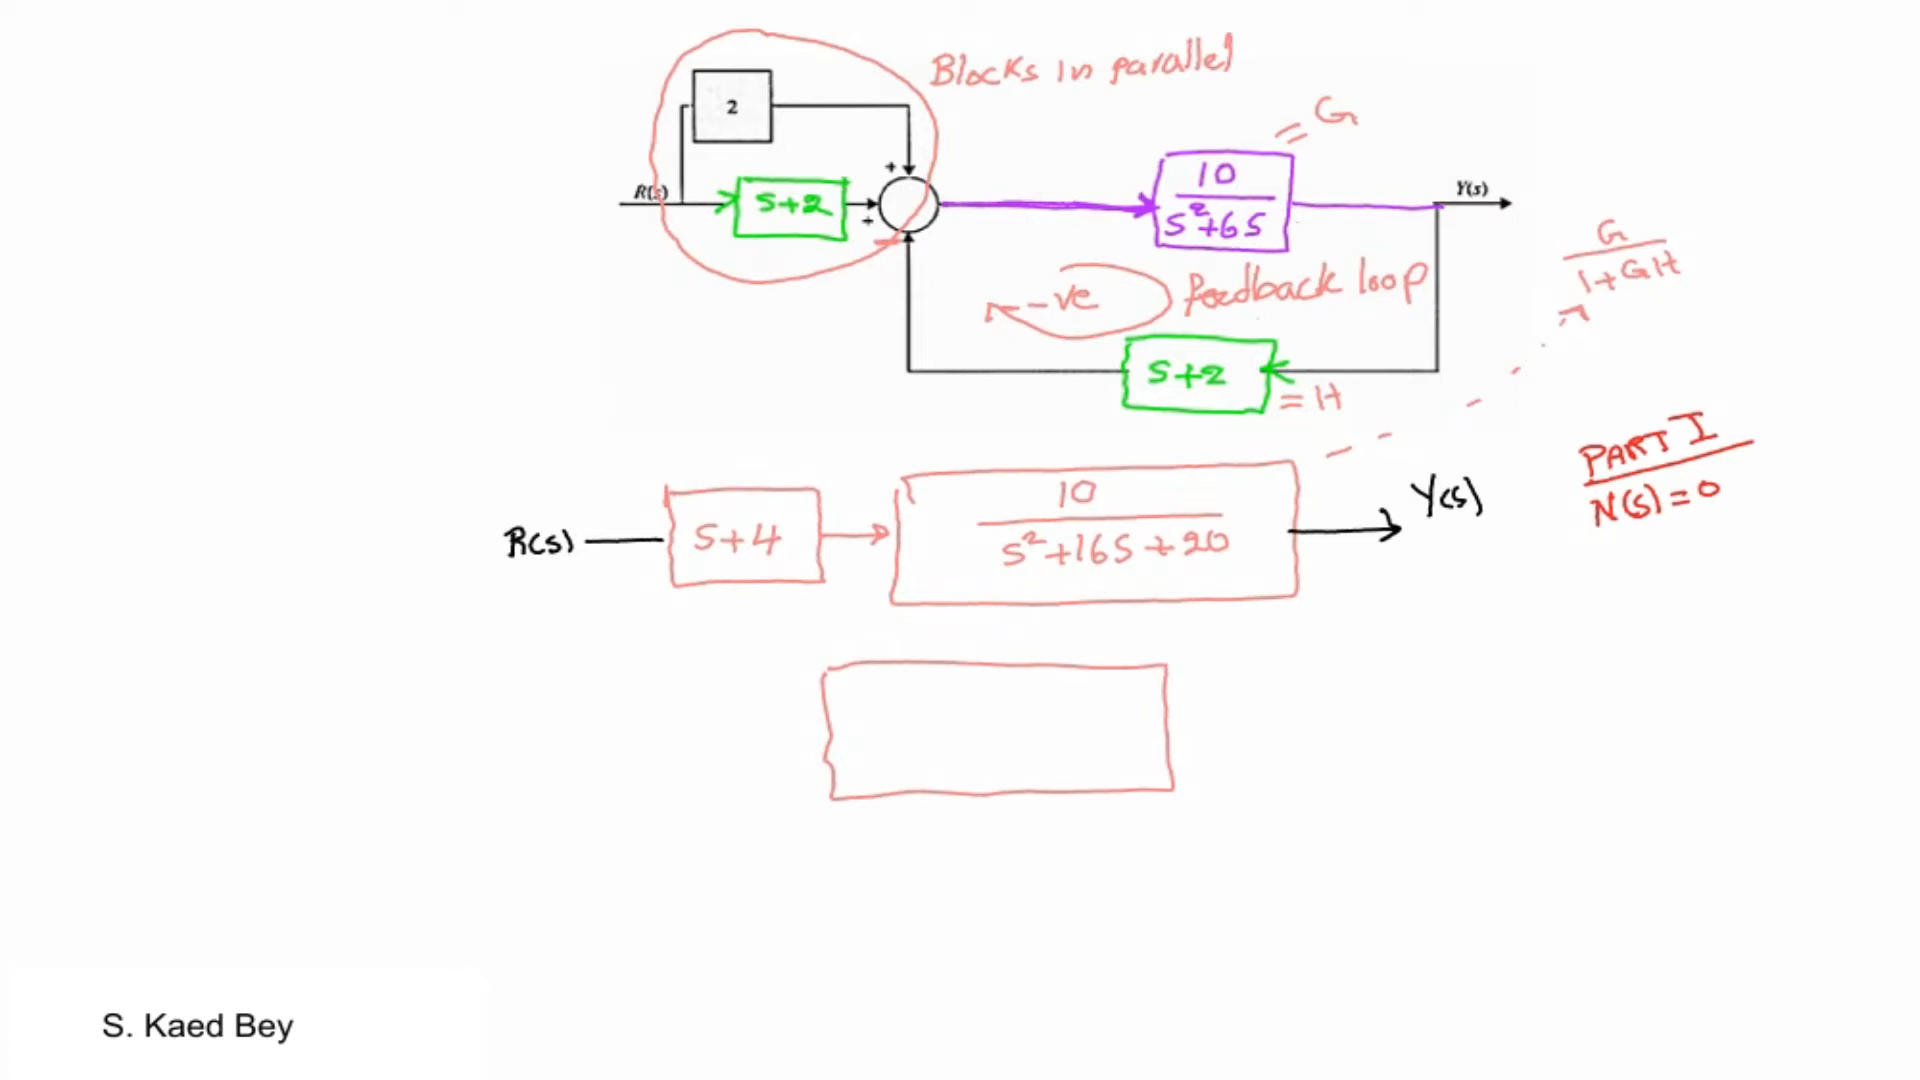 Blocks in parallel
2
= G
+
R(s)
S+2
+
10
S²+6S
Y(s)
-
-ve
feedback loop
G
1+GH
S+2
= H
PART I
N(s)=0
R(s)
S+4
10
S²+16S+20
Y(s)
S. Kaed Bey